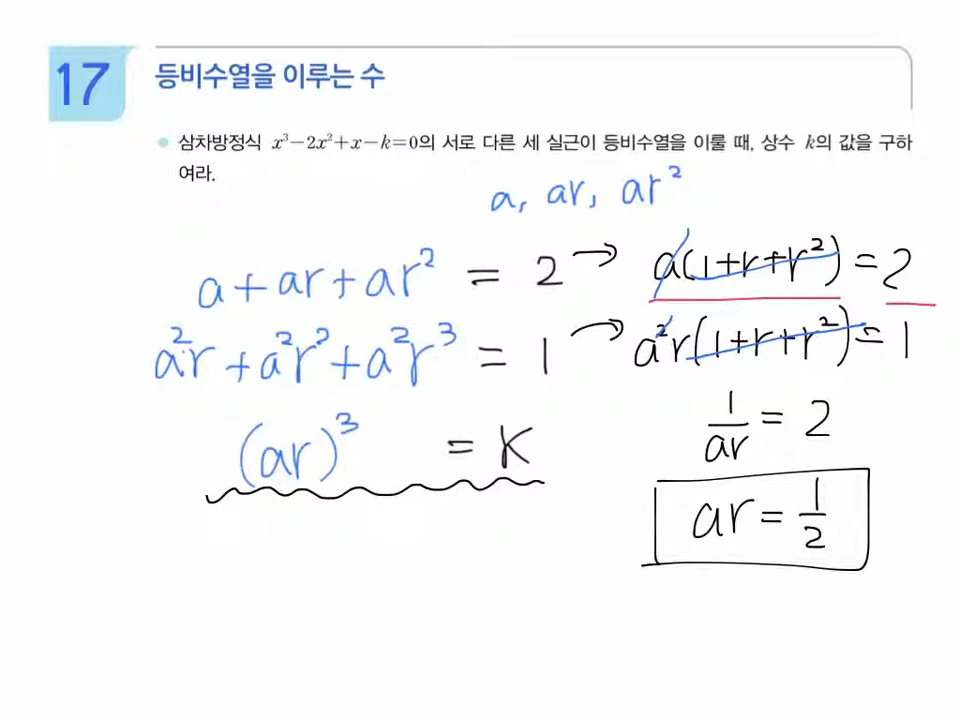 17 등비수열을 이루는 수
삼차방정식 x³-2x²+x-k=0의 서로 다른 세 실근이 등비수열을 이룰 때, 상수 k의 값을 구하
여라.
a, ar, ar²
a+ar+ar² = 2 → a(1+r+r²)=2
a²r+a²r²+a²r³ = 1 → a²r(1+r+r²)=1
(ar)³ = K
1/ar = 2
ar = 1/2